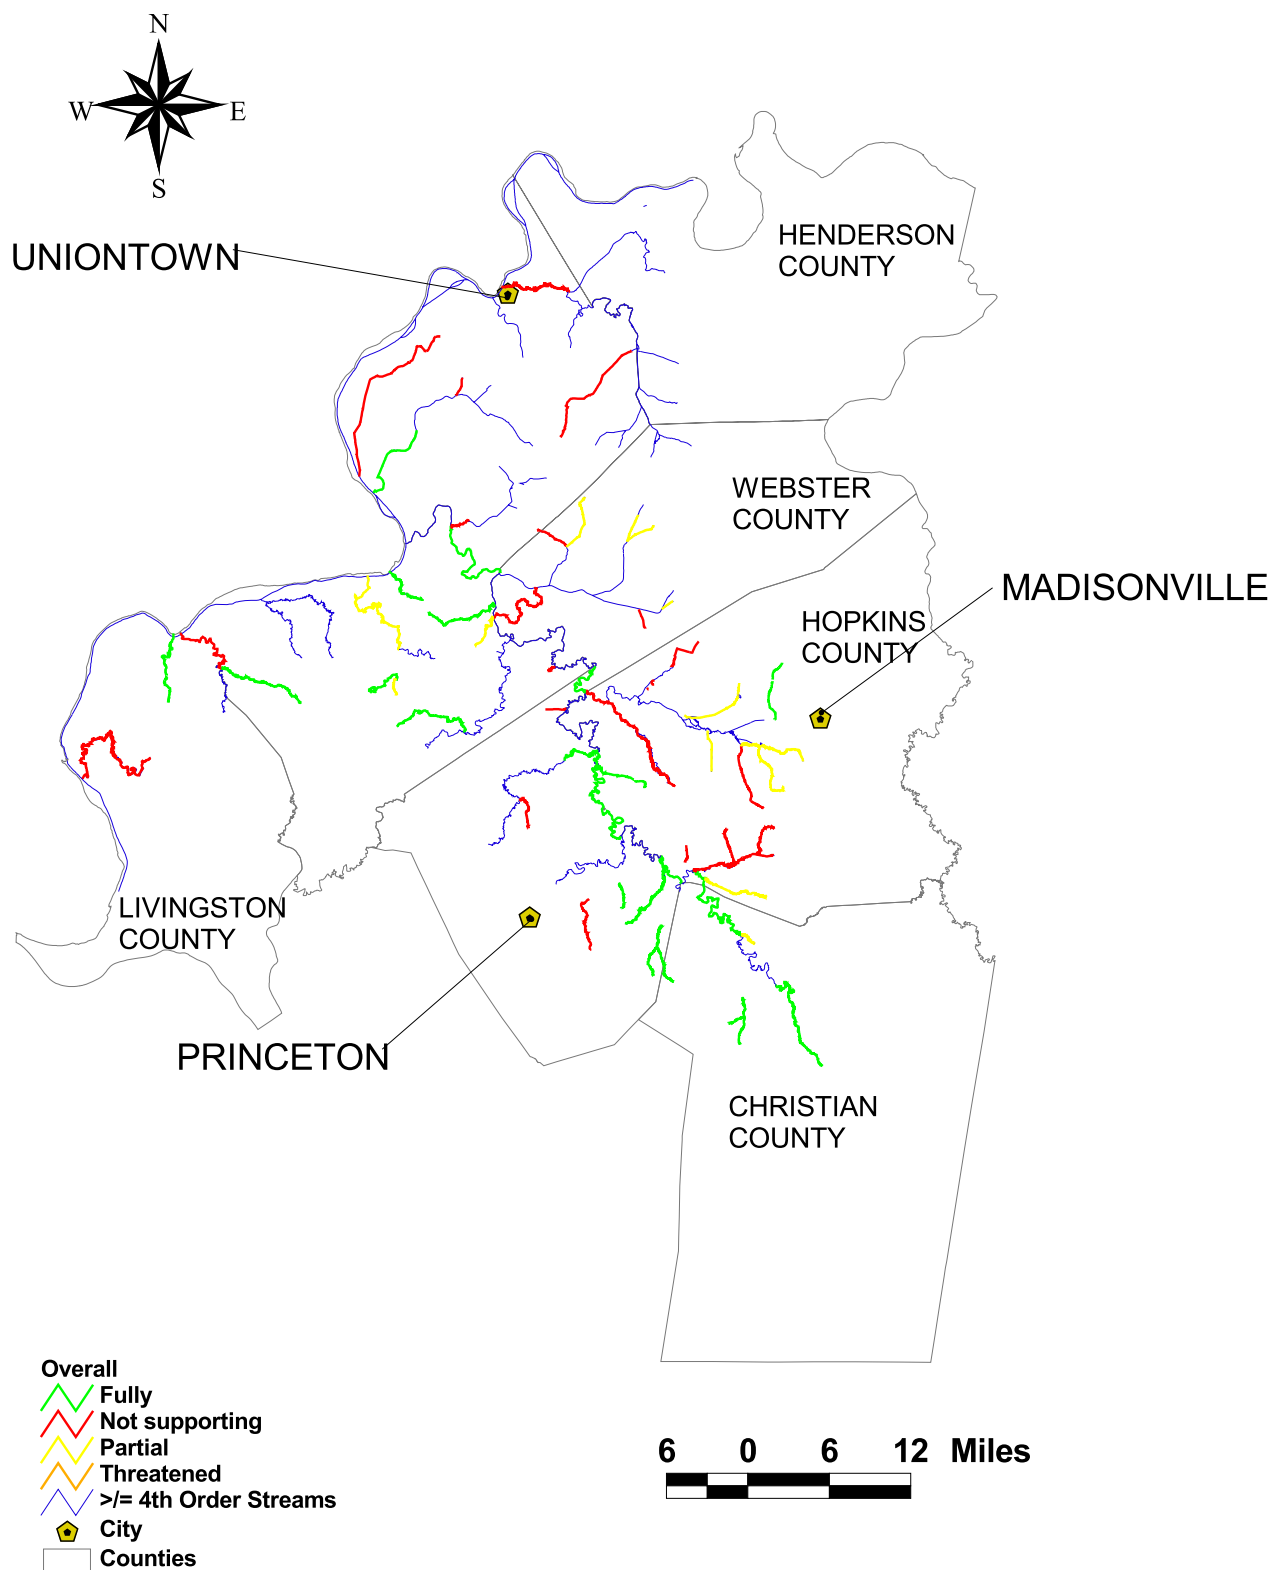 N
W
E
S
HENDERSON
COUNTY
UNIONTOWN
WEBSTER
COUNTY
MADISONVILLE
HOPKINS
COUNTY
LIVINGSTON
COUNTY
PRINCETON
CHRISTIAN
COUNTY
Overall
Fully
Not supporting
Partial
Threatened
>/= 4th Order Streams
City
Counties
6 0 6 12 Miles